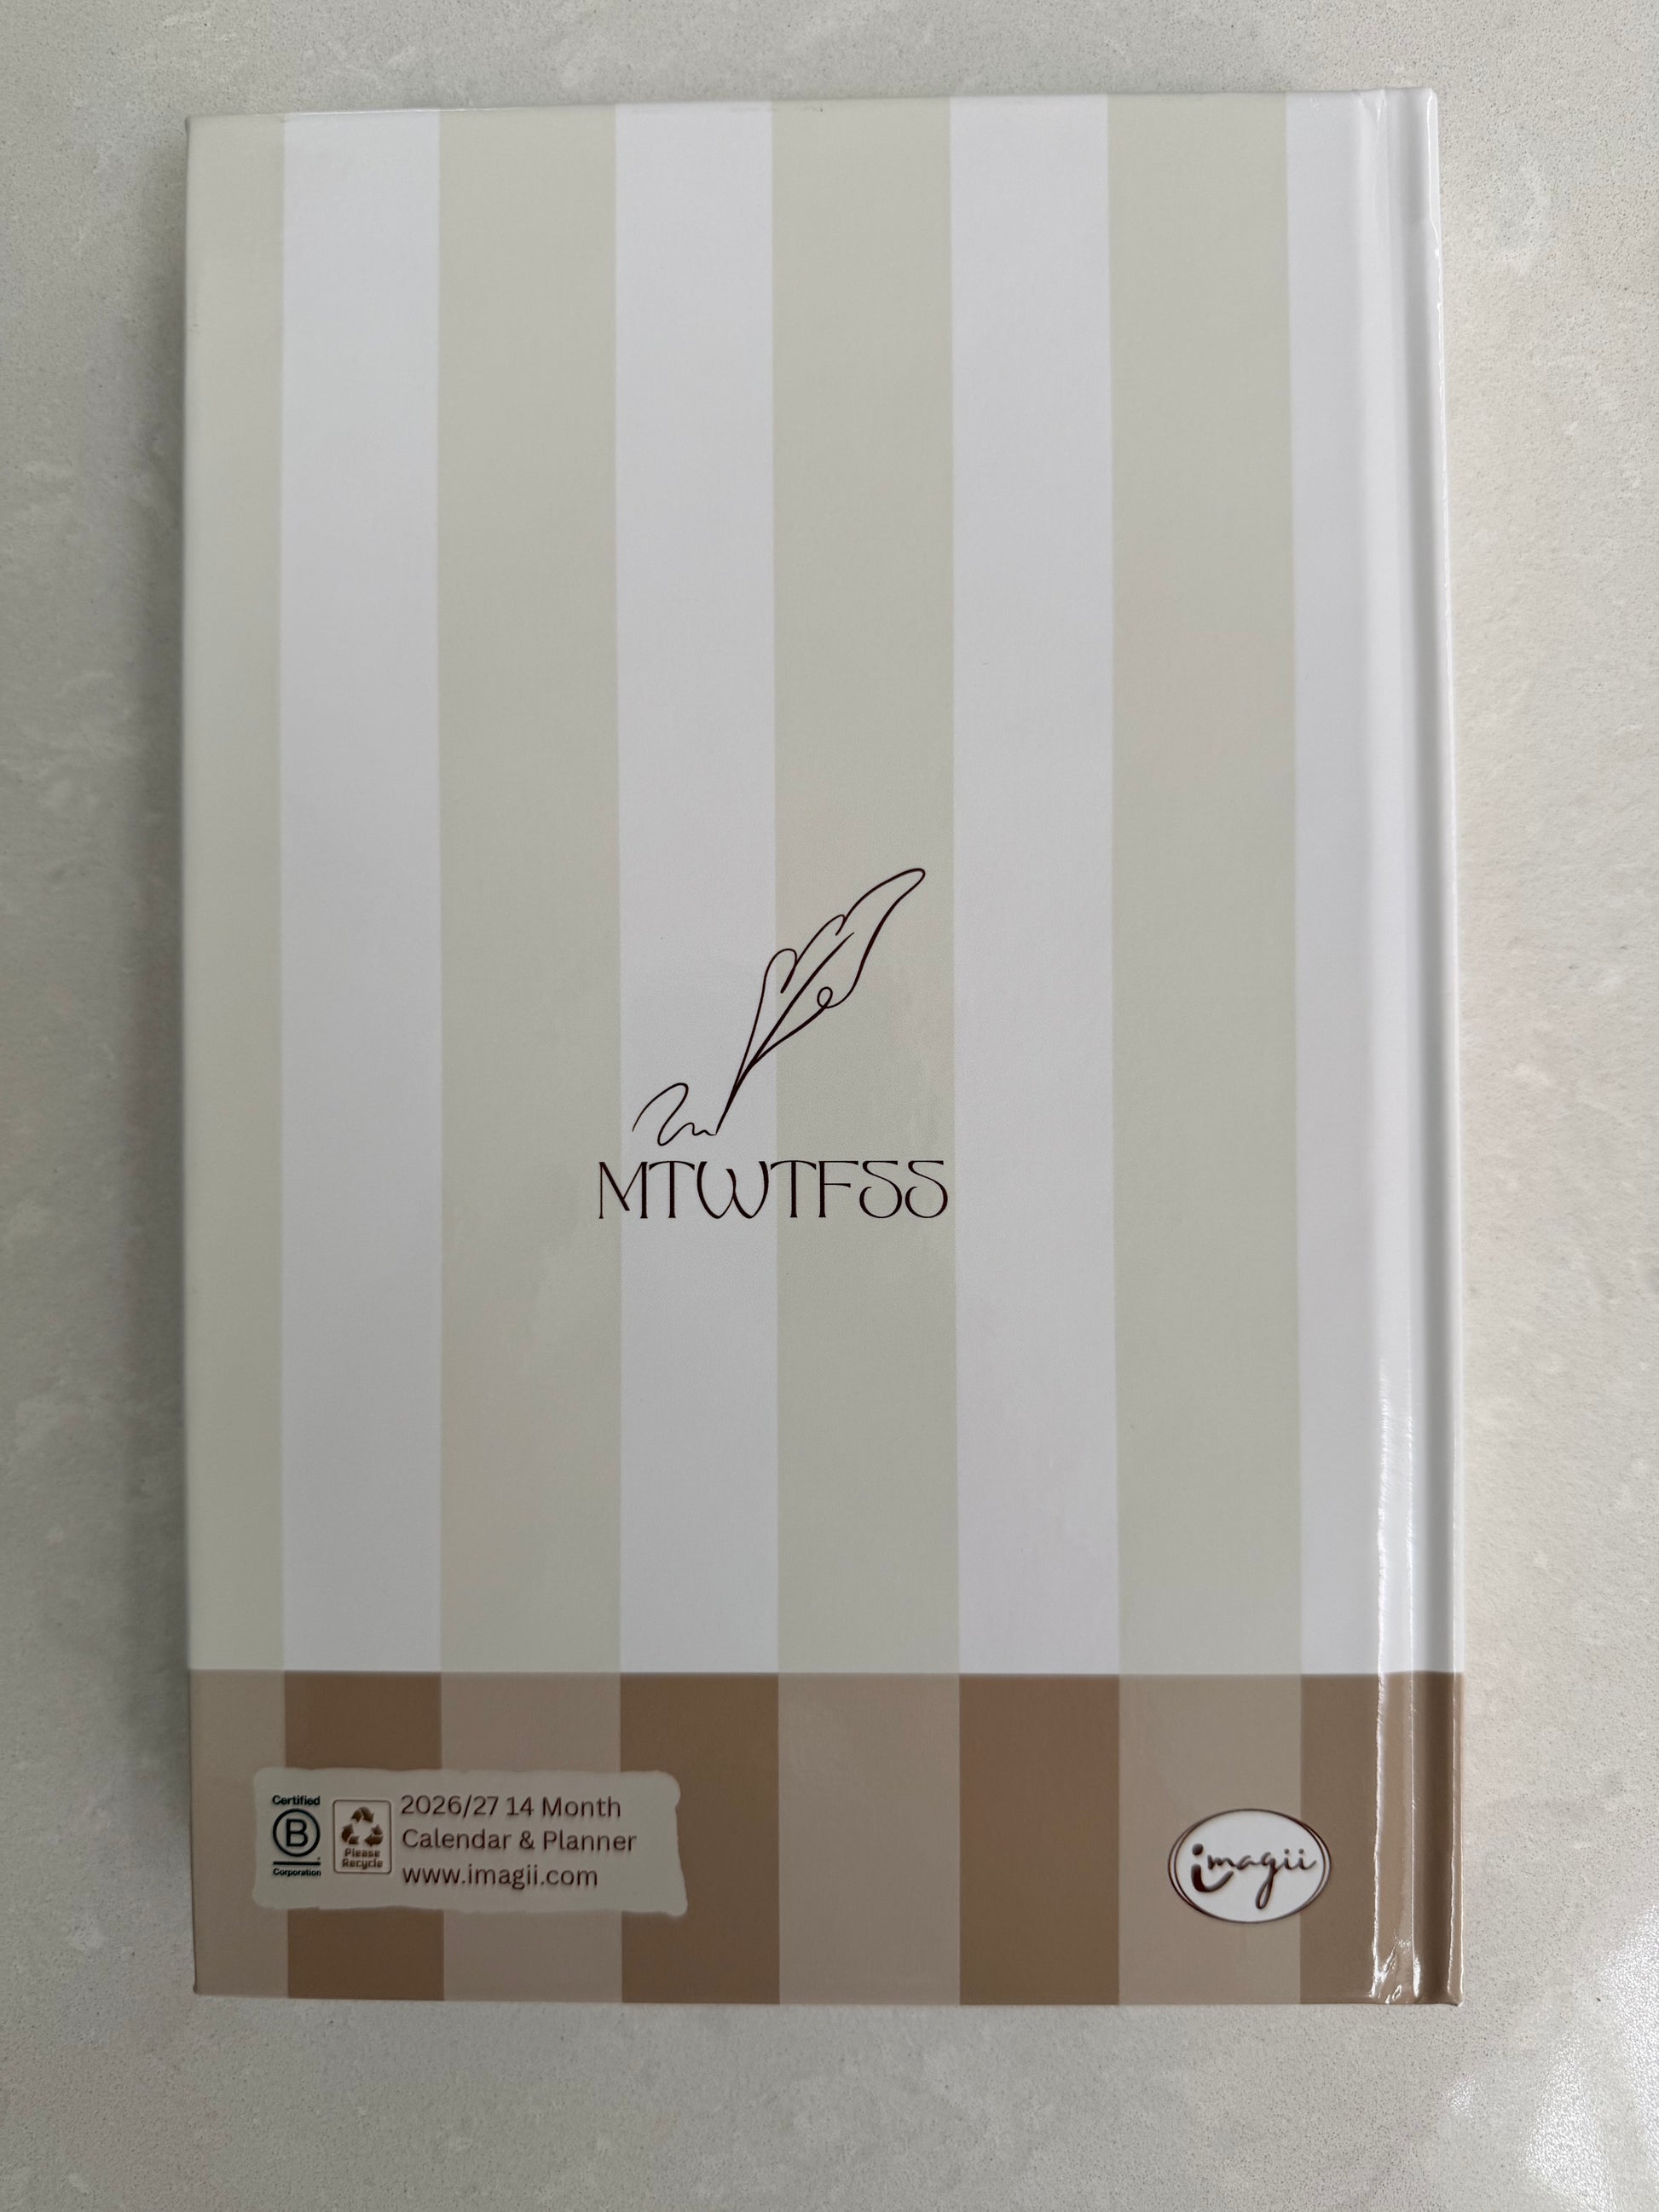 MTWTFSS
Certified
B
Corporation
Please
Recycle
2026/27 14 Month
Calendar & Planner
www.imagii.com
imagii